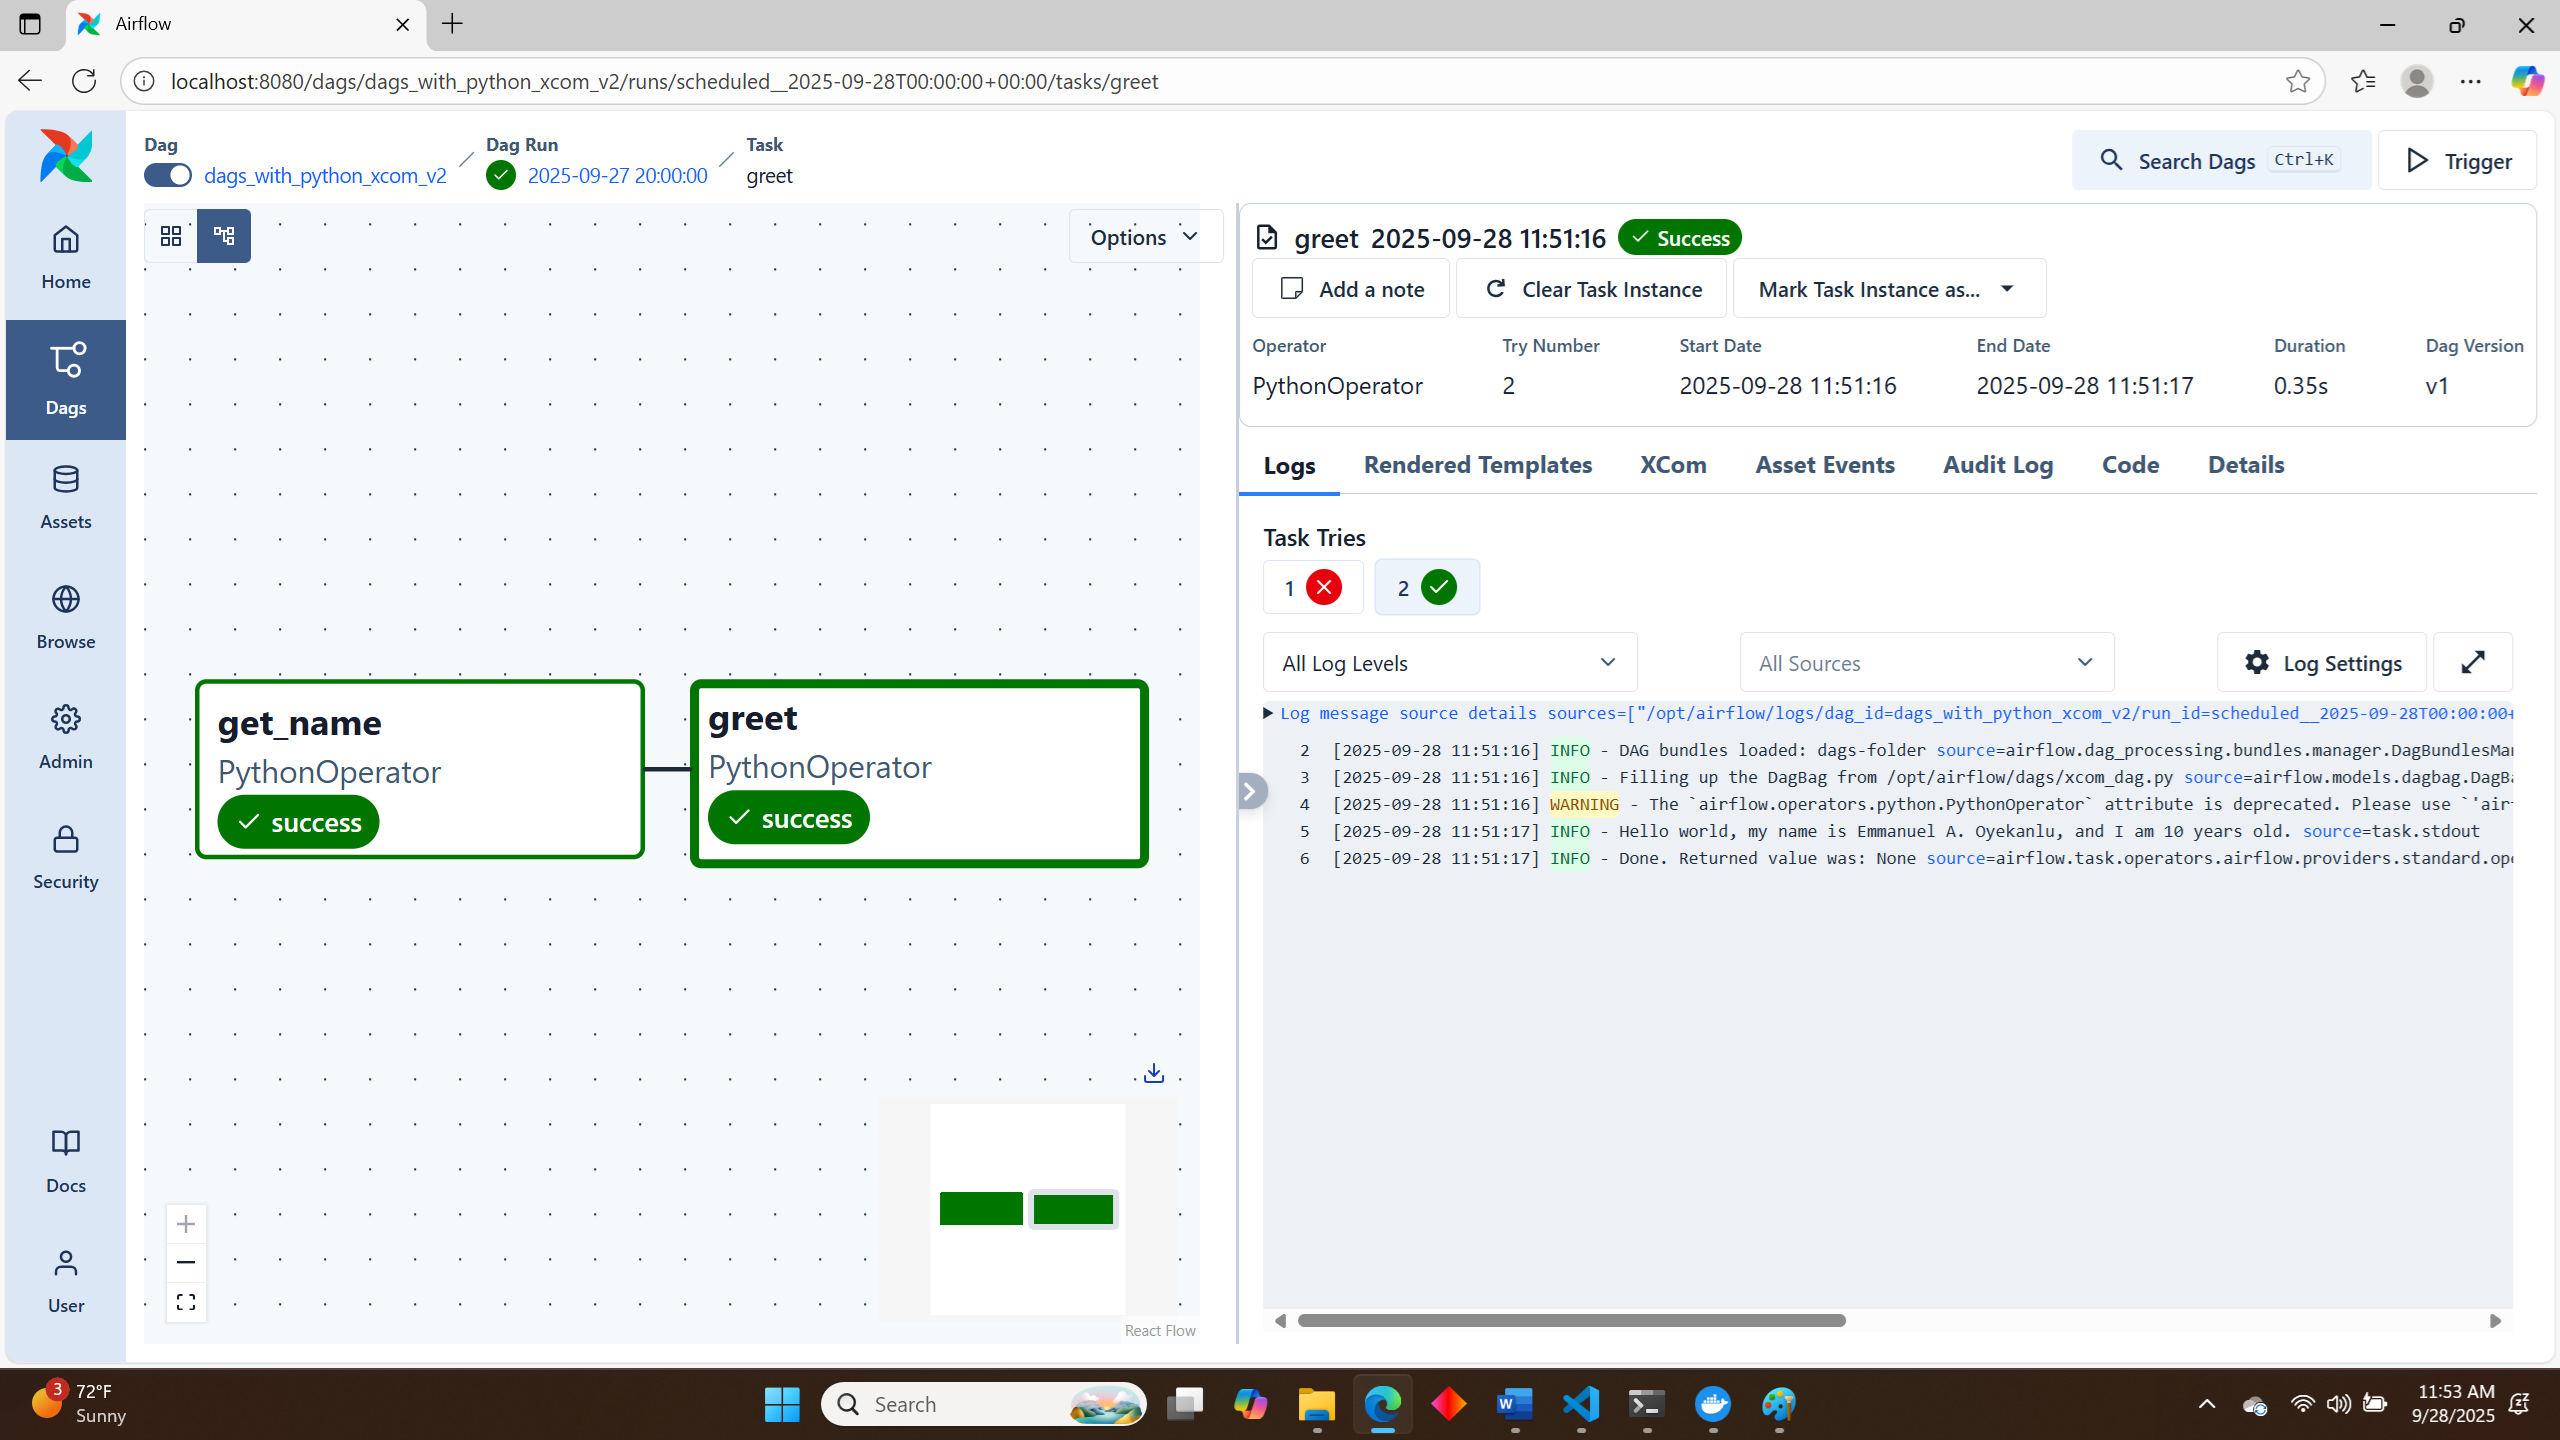 Airflow
localhost:8080/dags/dags_with_python_xcom_v2/runs/scheduled__2025-09-28T00:00:00+00:00/tasks/greet
Dag
dags_with_python_xcom_v2
Dag Run
2025-09-27 20:00:00
Task
greet
Search Dags Ctrl+K
Trigger
Home
Dags
Assets
Browse
Admin
Security
Docs
User
Options
get_name
PythonOperator
success
greet
PythonOperator
success
React Flow
greet 2025-09-28 11:51:16 Success
Add a note
Clear Task Instance
Mark Task Instance as...
Operator Try Number Start Date End Date Duration Dag Version
PythonOperator 2 2025-09-28 11:51:16 2025-09-28 11:51:17 0.35s v1
Logs Rendered Templates XCom Asset Events Audit Log Code Details
Task Tries
1 2
All Log Levels
All Sources
Log Settings
Log message source details sources=["/opt/airflow/logs/dag_id=dags_with_python_xcom_v2/run_id=scheduled__2025-09-28T00:00:00+
2 [2025-09-28 11:51:16] INFO - DAG bundles loaded: dags-folder source=airflow.dag_processing.bundles.manager.DagBundlesMan
3 [2025-09-28 11:51:16] INFO - Filling up the DagBag from /opt/airflow/dags/xcom_dag.py source=airflow.models.dagbag.DagBa
4 [2025-09-28 11:51:16] WARNING - The `airflow.operators.python.PythonOperator` attribute is deprecated. Please use `'air
5 [2025-09-28 11:51:17] INFO - Hello world, my name is Emmanuel A. Oyekanlu, and I am 10 years old. source=task.stdout
6 [2025-09-28 11:51:17] INFO - Done. Returned value was: None source=airflow.task.operators.airflow.providers.standard.ope
3
72°F
Sunny
Search
11:53 AM
9/28/2025